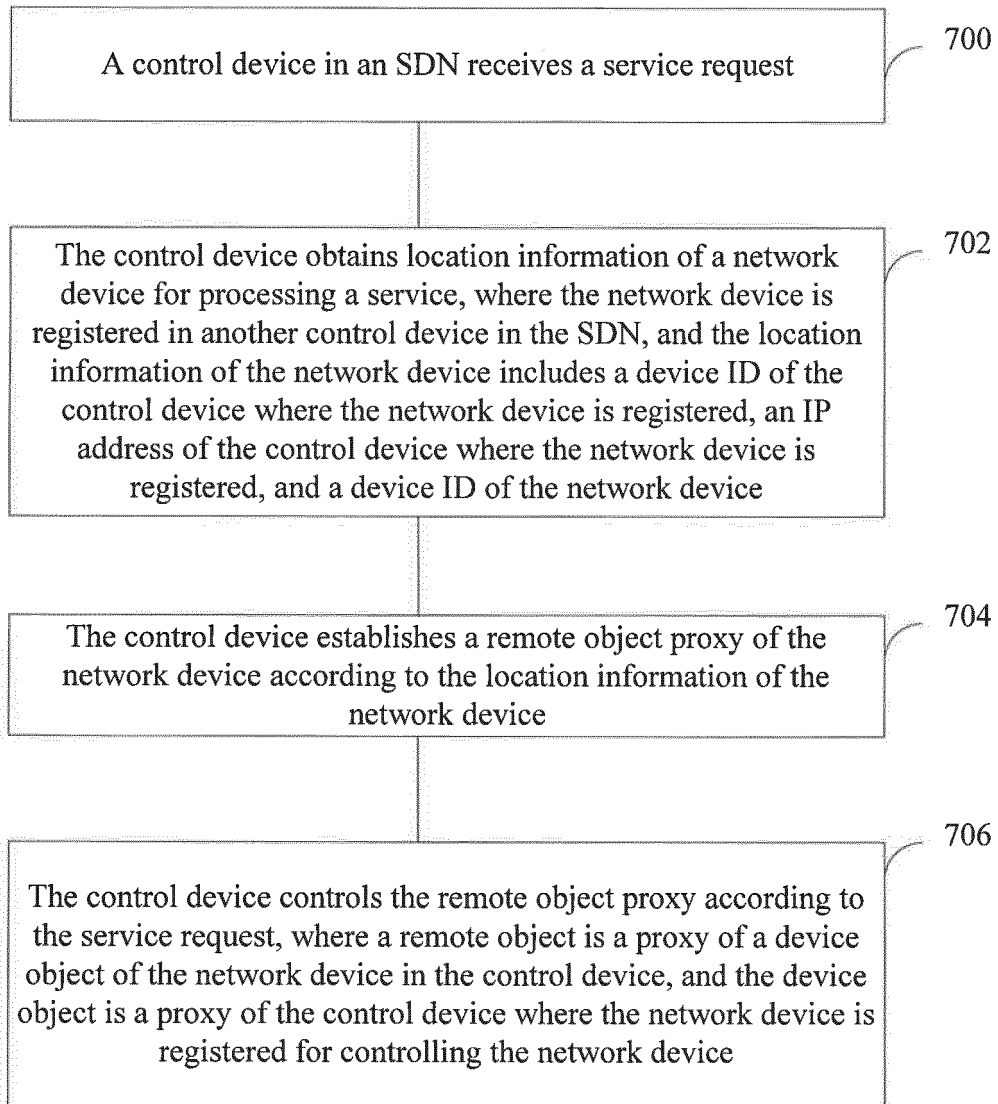 A control device in an SDN receives a service request
700
The control device obtains location information of a network
device for processing a service, where the network device is
registered in another control device in the SDN, and the location
information of the network device includes a device ID of the
control device where the network device is registered, an IP
address of the control device where the network device is
registered, and a device ID of the network device
702
The control device establishes a remote object proxy of the
network device according to the location information of the
network device
704
The control device controls the remote object proxy according to
the service request, where a remote object is a proxy of a device
object of the network device in the control device, and the device
object is a proxy of the control device where the network device is
registered for controlling the network device
706